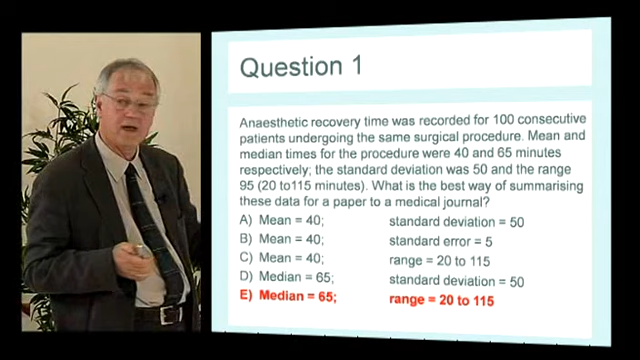 Question 1
Anaesthetic recovery time was recorded for 100 consecutive
patients undergoing the same surgical procedure. Mean and
median times for the procedure were 40 and 65 minutes
respectively; the standard deviation was 50 and the range
95 (20 to115 minutes). What is the best way of summarising
these data for a paper to a medical journal?
A) Mean = 40; standard deviation = 50
B) Mean = 40; standard error = 5
C) Mean = 40; range = 20 to 115
D) Median = 65; standard deviation = 50
E) Median = 65; range = 20 to 115